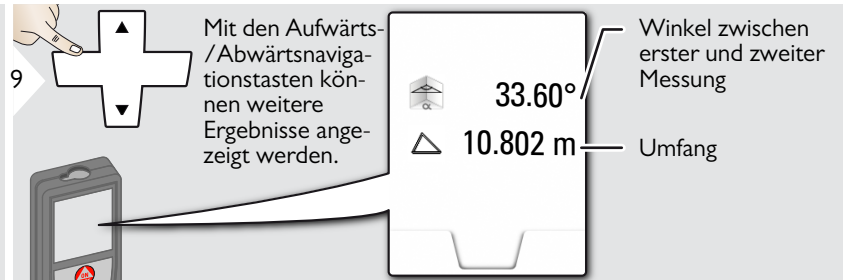 9
Mit den Aufwärts-
/Abwärtsnaviga-
tionstasten kön-
nen weitere
Ergebnisse ange-
zeigt werden.
33.60°
α
10.802 m
Winkel zwischen
erster und zweiter
Messung
Umfang
ON